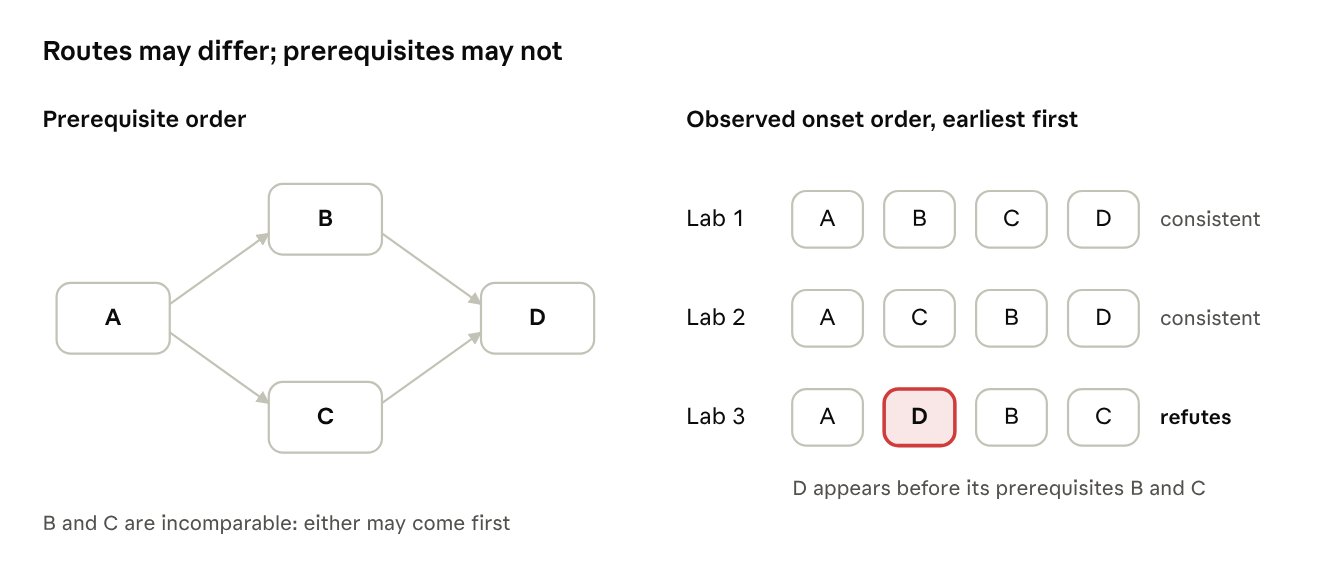 Routes may differ; prerequisites may not
Prerequisite order
B
A
D
C
B and C are incomparable: either may come first
Observed onset order, earliest first
Lab 1 A B C D consistent
Lab 2 A C B D consistent
Lab 3 A D B C refutes
D appears before its prerequisites B and C